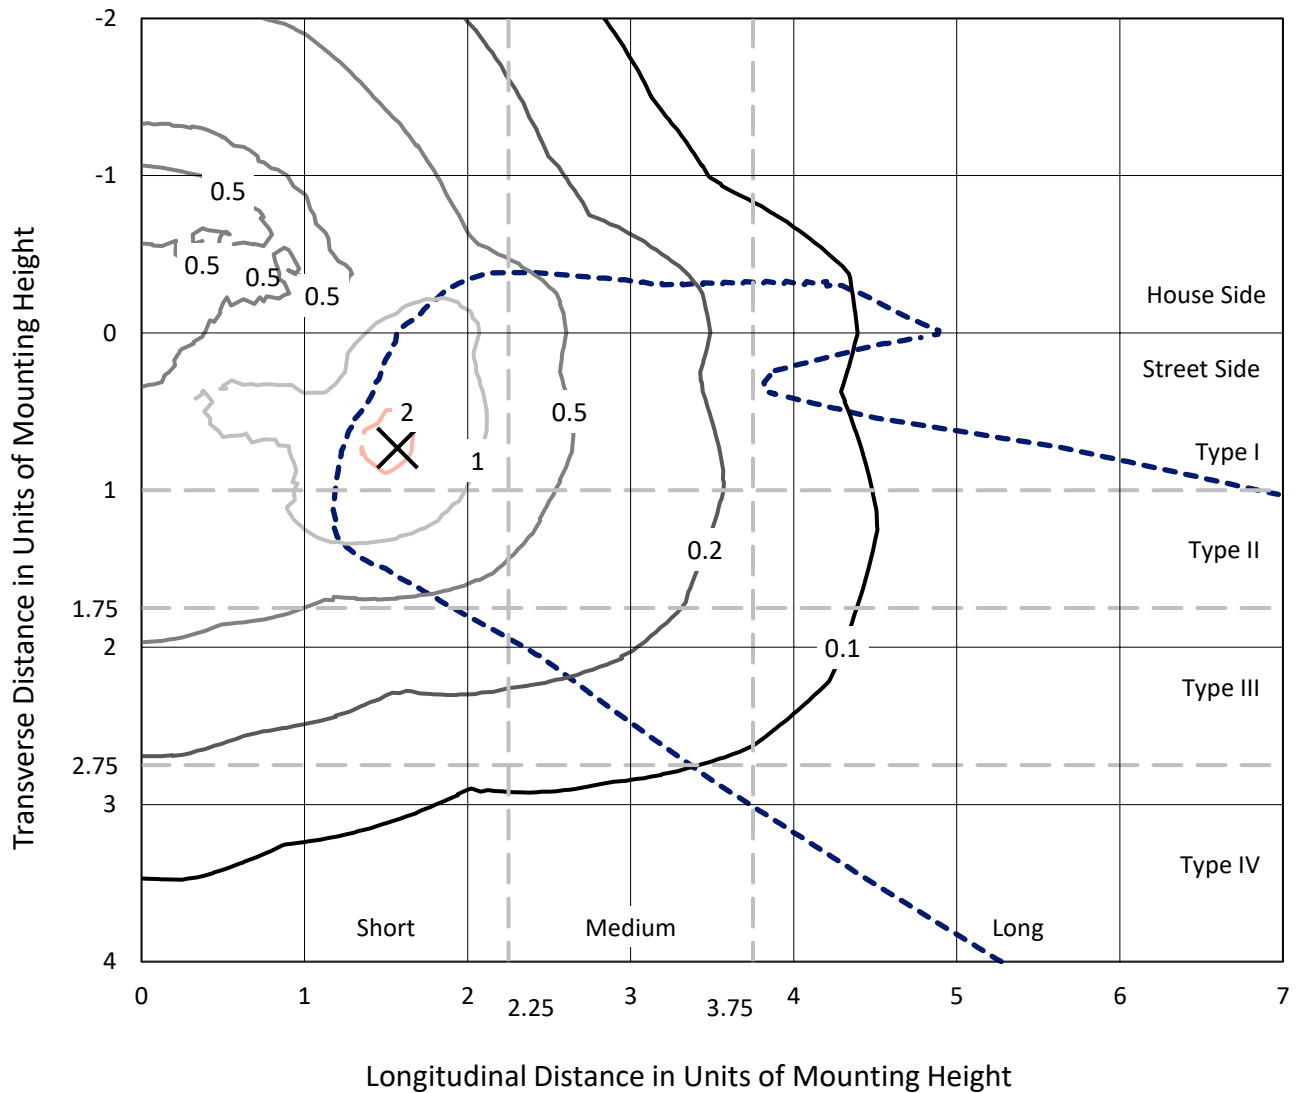 -2
-1
0
1
1.75
2
2.75
3
4
Transverse Distance in Units of Mounting Height
0.5
0.5
0.5
0.5
2
1
0.5
0.2
0.1
House Side
Street Side
Type I
Type II
Type III
Type IV
Short
Medium
Long
0
1
2
2.25
3
3.75
4
5
6
7
Longitudinal Distance in Units of Mounting Height